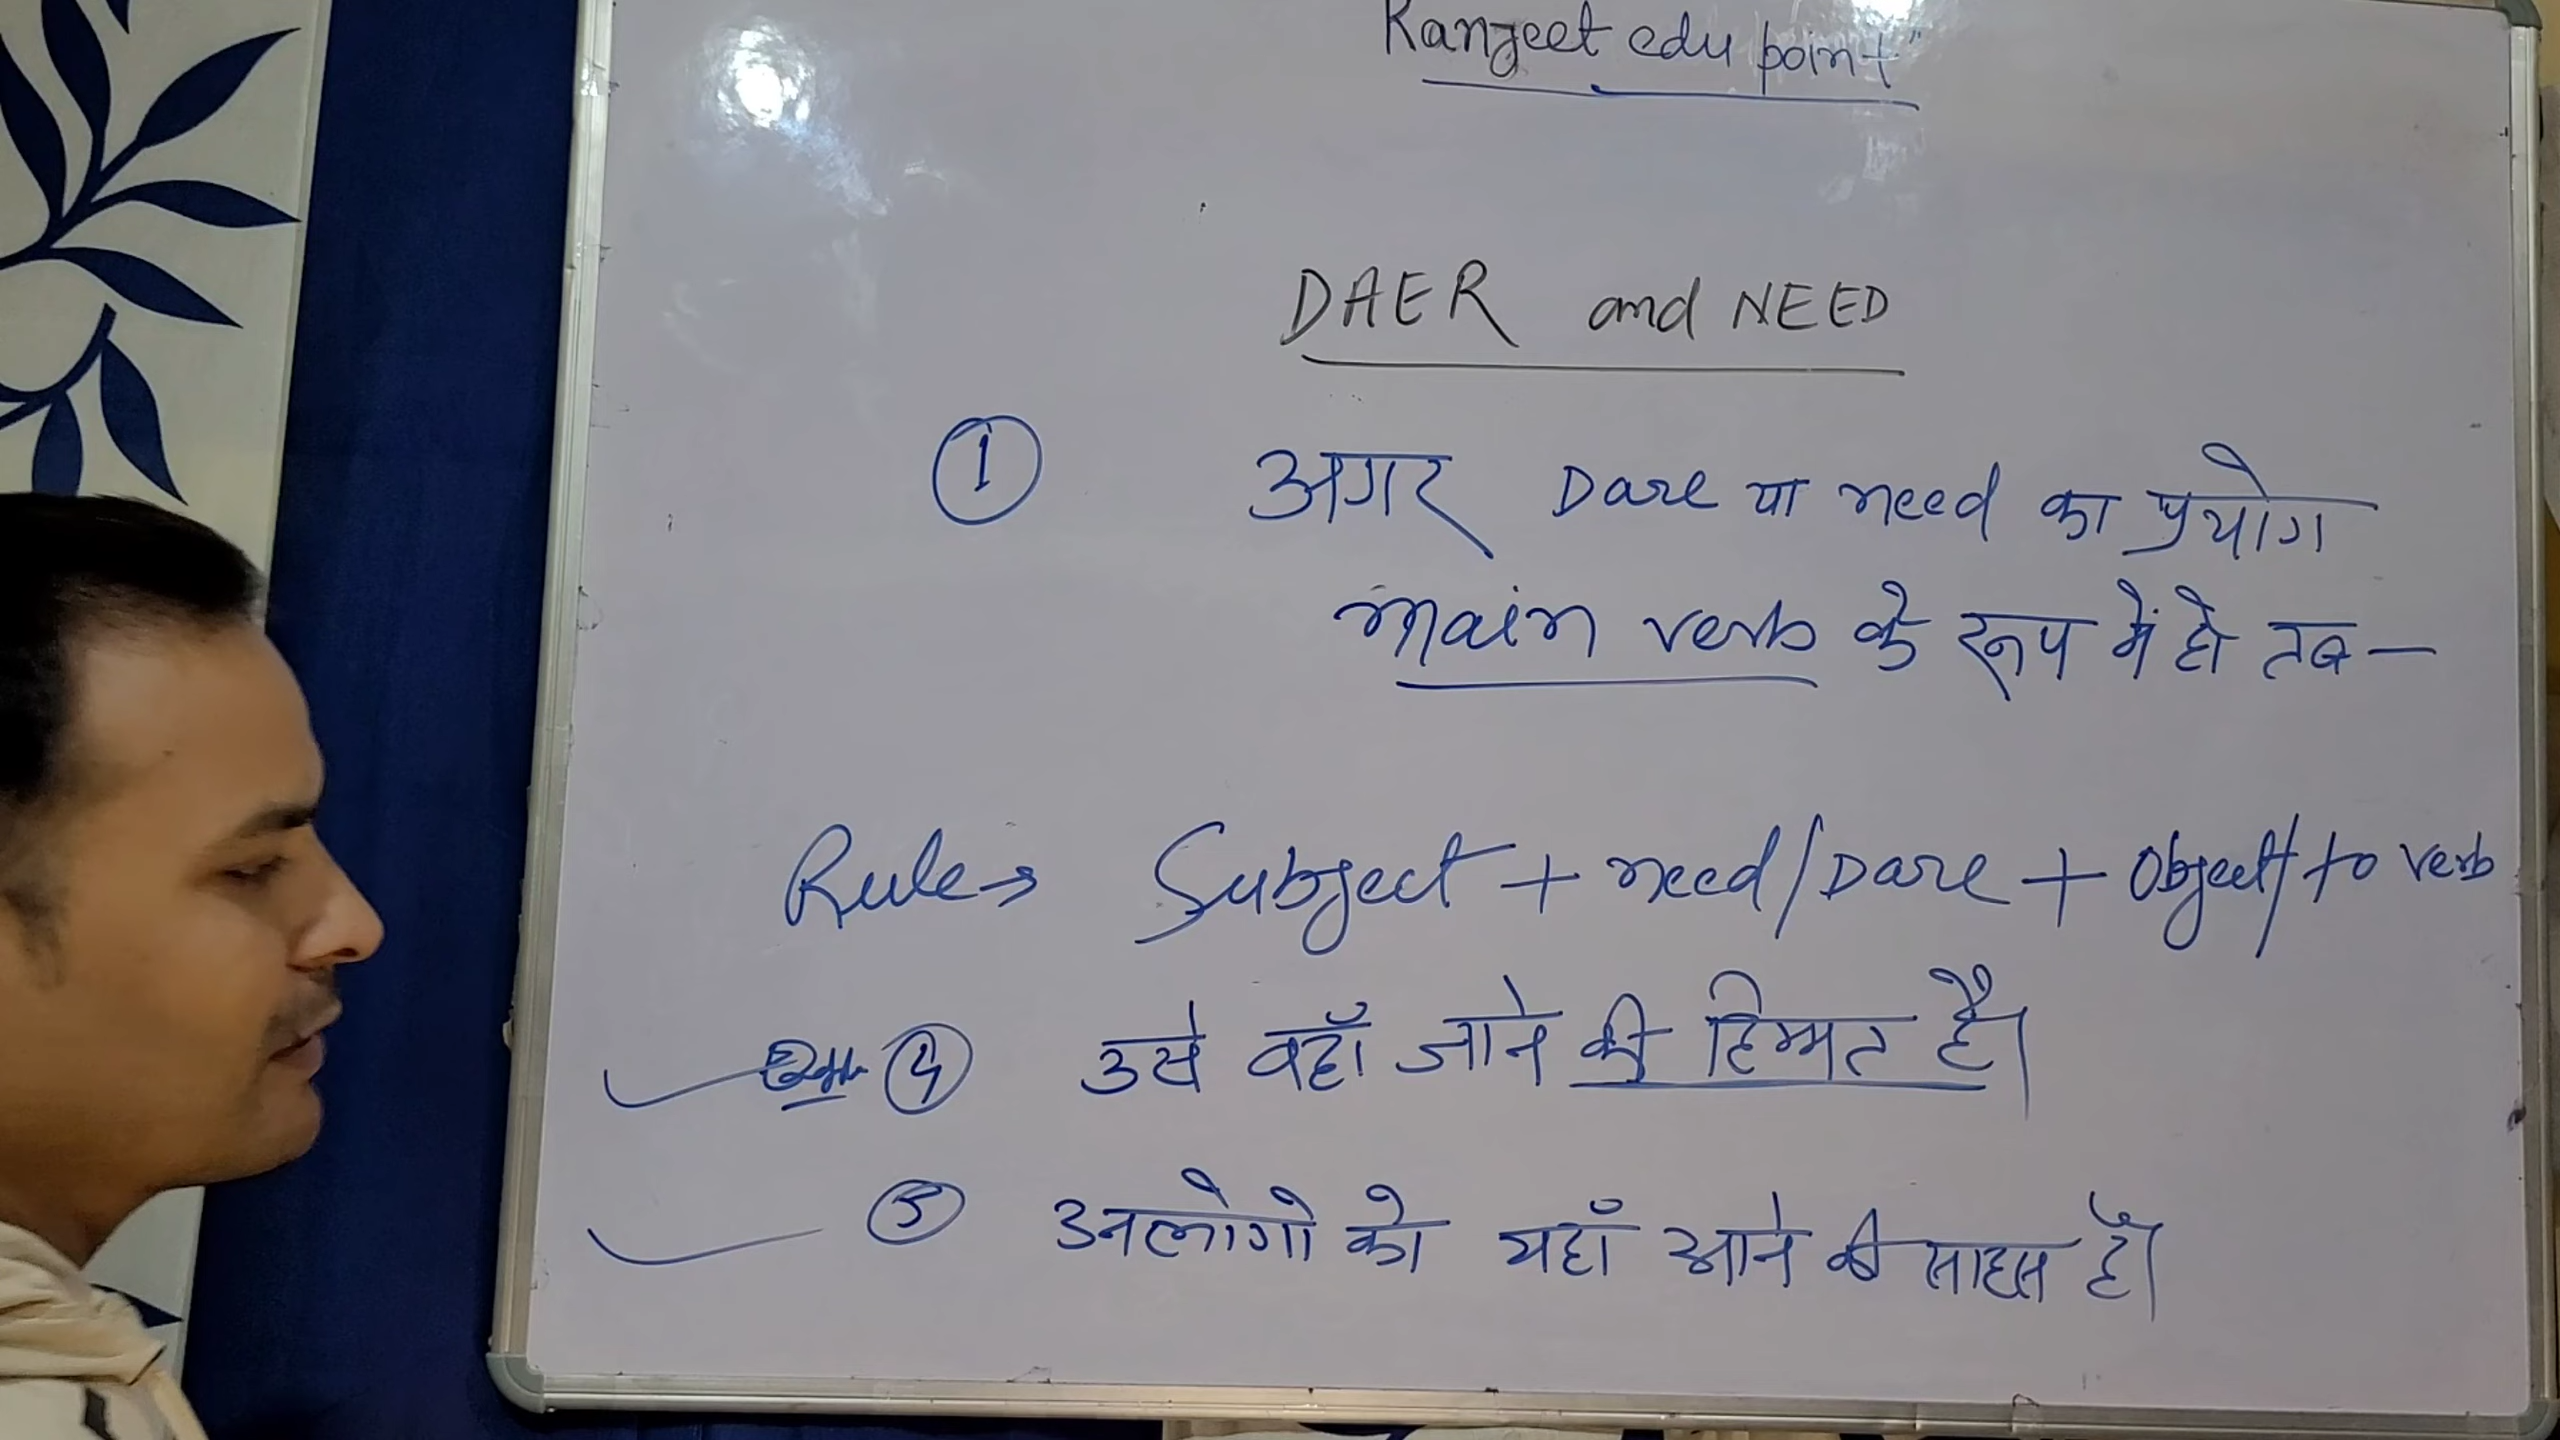 Ranjeet edu point"
DAER and NEED
① अगर Dare या need का प्रयोग
main verb के रूप में हो तब—
Rule→ Subject + need/Dare + Object/to verb
④ उसे वहाँ जाने की हिम्मत है।
⑤ उनलोगो को यहाँ आने की साहस है।